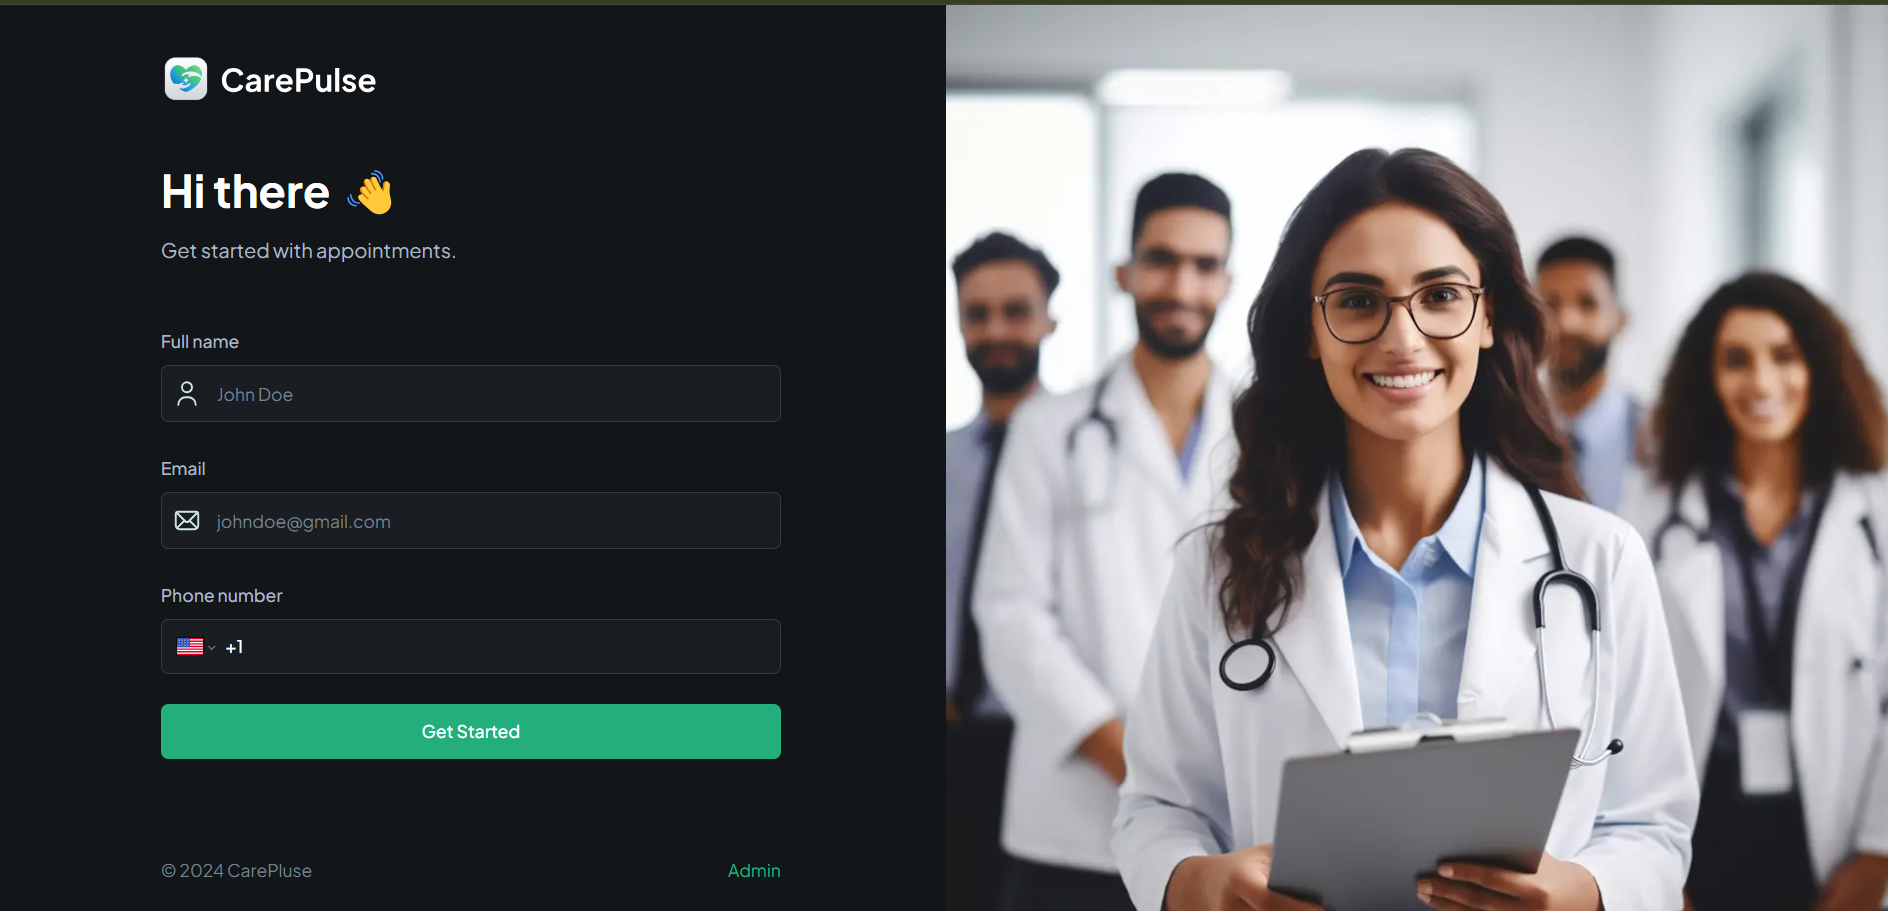 CarePulse
Hi there 👋
Get started with appointments.
Full name
John Doe
Email
johndoe@gmail.com
Phone number
+1
Get Started
© 2024 CarePluse
Admin